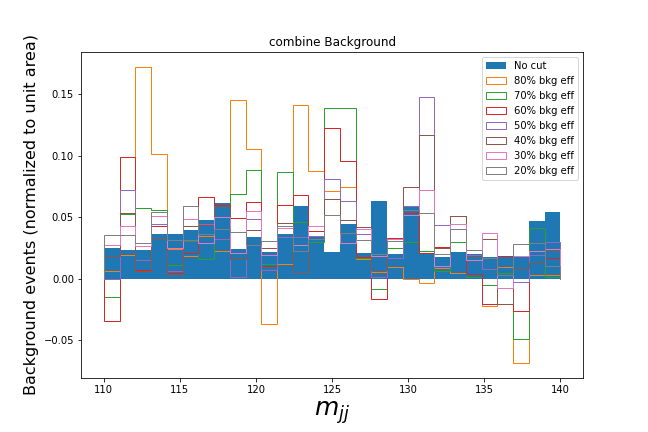 combine Background
Background events (normalized to unit area)
0.15
0.10
0.05
0.00
−0.05
No cut
80% bkg eff
70% bkg eff
60% bkg eff
50% bkg eff
40% bkg eff
30% bkg eff
20% bkg eff
110 115 120 125 130 135 140
m_{jj}